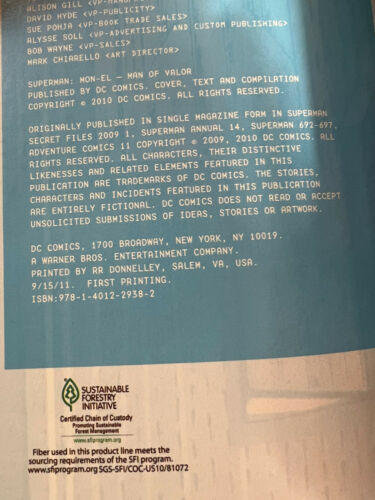 ALISON GILL <VP-MANUF
DAVID HYDE <VP-PUBLICITY>
SUE POHJA <VP-BOOK TRADE SALES>
ALYSSE SOLL <VP-ADVERTISING AND CUSTOM PUBLISHING>
BOB WAYNE <VP-SALES>
MARK CHIARELLO <ART DIRECTOR>
SUPERMAN: MON-EL — MAN OF VALOR
PUBLISHED BY DC COMICS. COVER, TEXT AND COMPILATION
COPYRIGHT © 2010 DC COMICS. ALL RIGHTS RESERVED.
ORIGINALLY PUBLISHED IN SINGLE MAGAZINE FORM IN SUPERMAN
SECRET FILES 2009 1, SUPERMAN ANNUAL 14, SUPERMAN 692-697,
ADVENTURE COMICS 11 COPYRIGHT © 2009, 2010 DC COMICS. ALL
RIGHTS RESERVED. ALL CHARACTERS, THEIR DISTINCTIVE
LIKENESSES AND RELATED ELEMENTS FEATURED IN THIS
PUBLICATION ARE TRADEMARKS OF DC COMICS. THE STORIES,
CHARACTERS AND INCIDENTS FEATURED IN THIS PUBLICATION
ARE ENTIRELY FICTIONAL. DC COMICS DOES NOT READ OR ACCEPT
UNSOLICITED SUBMISSIONS OF IDEAS, STORIES OR ARTWORK.
DC COMICS, 1700 BROADWAY, NEW YORK, NY 10019.
A WARNER BROS. ENTERTAINMENT COMPANY.
PRINTED BY RR DONNELLEY, SALEM, VA, USA.
9/15/11. FIRST PRINTING.
ISBN:978-1-4012-2938-2
SUSTAINABLE
FORESTRY
INITIATIVE
Certified Chain of Custody
Promoting Sustainable
Forest Management
www.sfiprogram.org
Fiber used in this product line meets the
sourcing requirements of the SFI program.
www.sfiprogram.org SGS-SFI/COC-US10/81072